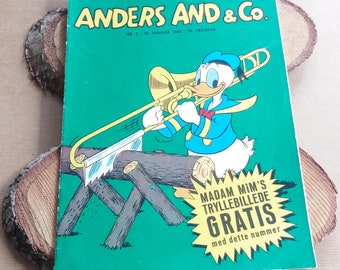 ANDERS AND & Co.
MADAM MIM'S
TRYLLEBILLEDE
GRATIS
med dette nummer